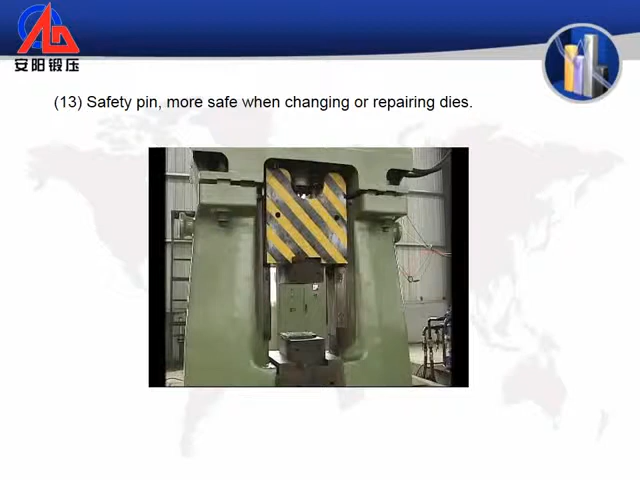 安阳锻压
(13) Safety pin, more safe when changing or repairing dies.